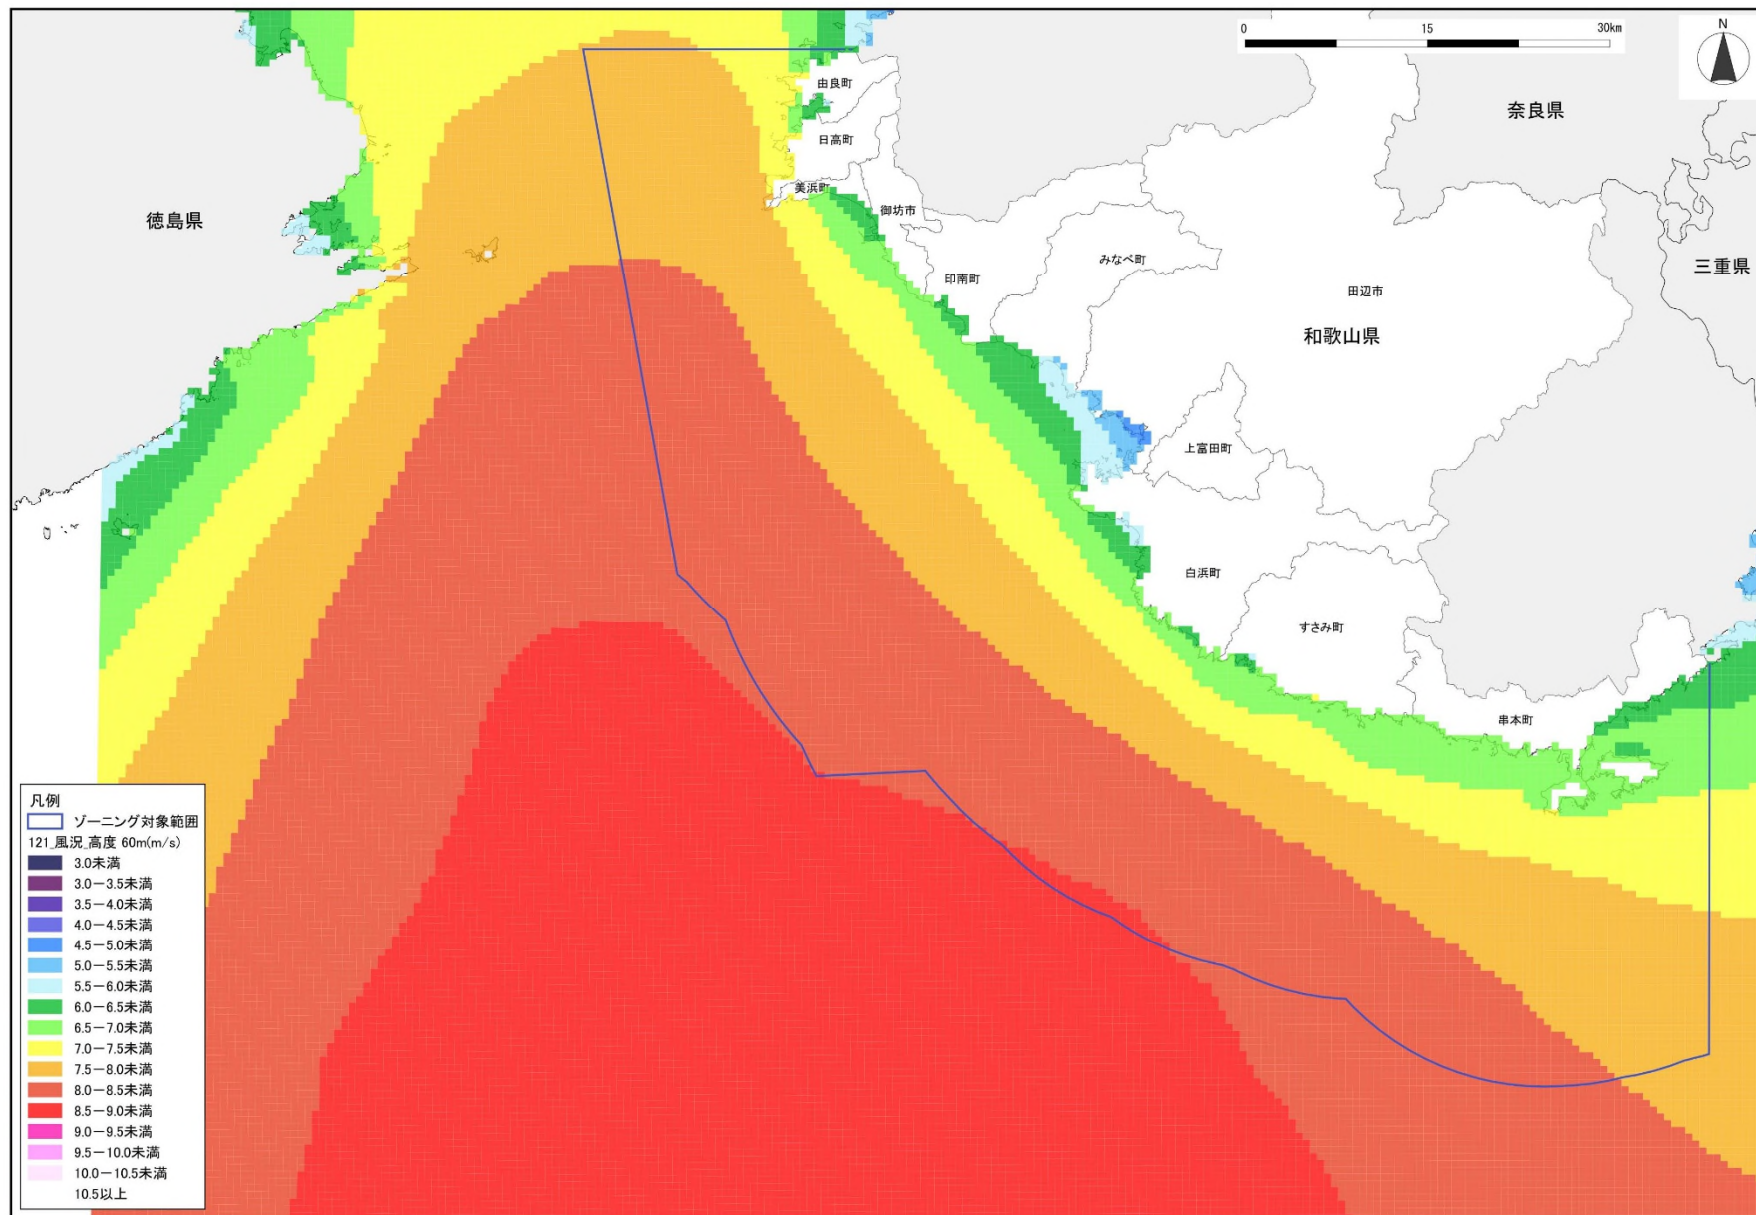 0 15 30km
N
奈良県
由良町
日高町
美浜町
御坊市
徳島県
みなべ町
三重県
印南町
田辺市
和歌山県
上富田町
白浜町
すさみ町
串本町
凡例
ゾーニング対象範囲
121_風況_高度 60m(m/s)
3.0未満
3.0－3.5未満
3.5－4.0未満
4.0－4.5未満
4.5－5.0未満
5.0－5.5未満
5.5－6.0未満
6.0－6.5未満
6.5－7.0未満
7.0－7.5未満
7.5－8.0未満
8.0－8.5未満
8.5－9.0未満
9.0－9.5未満
9.5－10.0未満
10.0－10.5未満
10.5以上